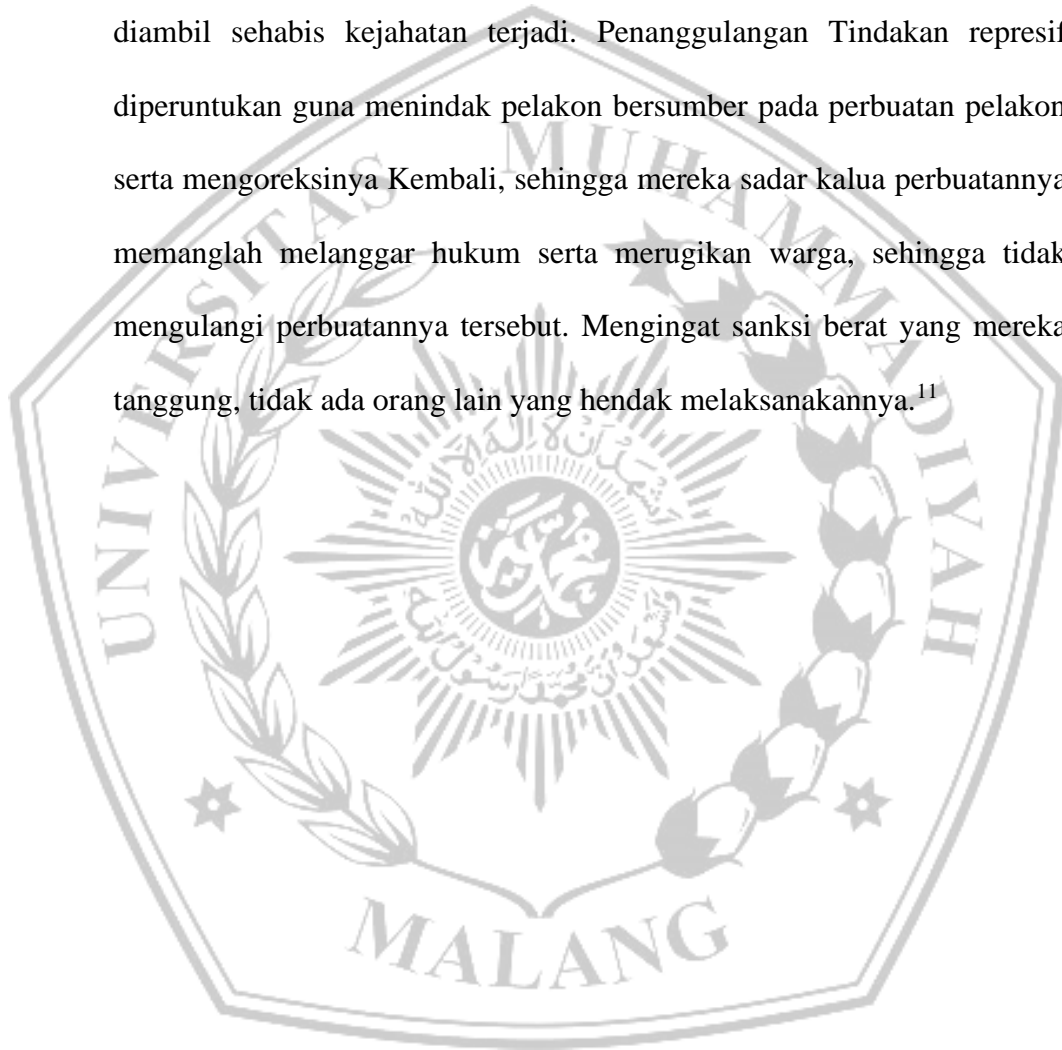 diambil sehabis kejahatan terjadi. Penanggulangan Tindakan represif
diperuntukan guna menindak pelakon bersumber pada perbuatan pelakon
serta mengoreksinya Kembali, sehingga mereka sadar kalua perbuatannya
memanglah melanggar hukum serta merugikan warga, sehingga tidak
mengulangi perbuatannya tersebut. Mengingat sanksi berat yang mereka
tanggung, tidak ada orang lain yang hendak melaksanakannya.11
UNIVERSITAS MUHAMMADIYAH
MALANG